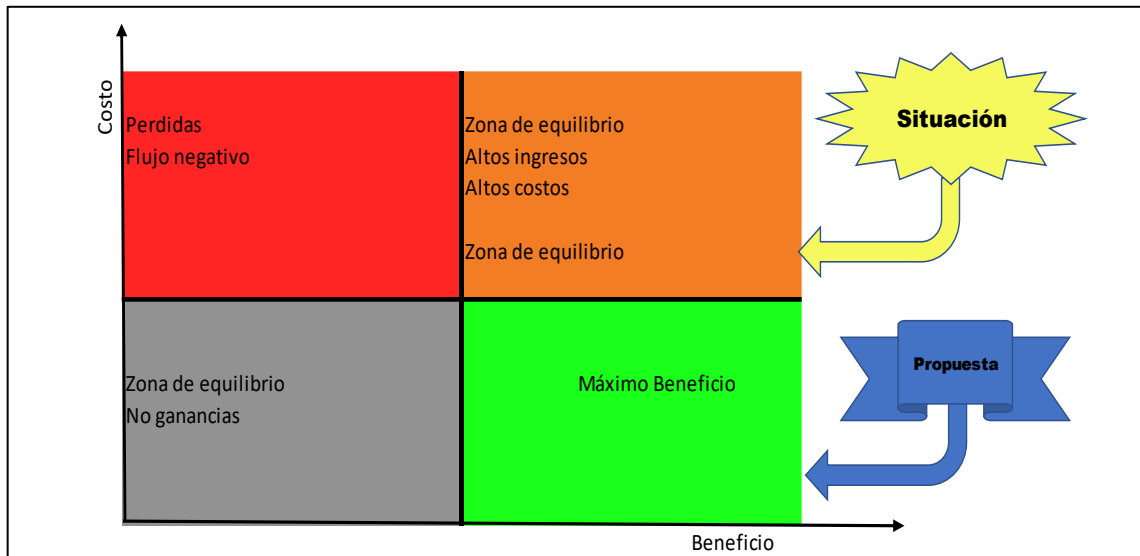 Costo
Perdidas
Flujo negativo
Zona de equilibrio
Altos ingresos
Altos costos
Zona de equilibrio
Situación
Zona de equilibrio
No ganancias
Máximo Beneficio
Propuesta
Beneficio